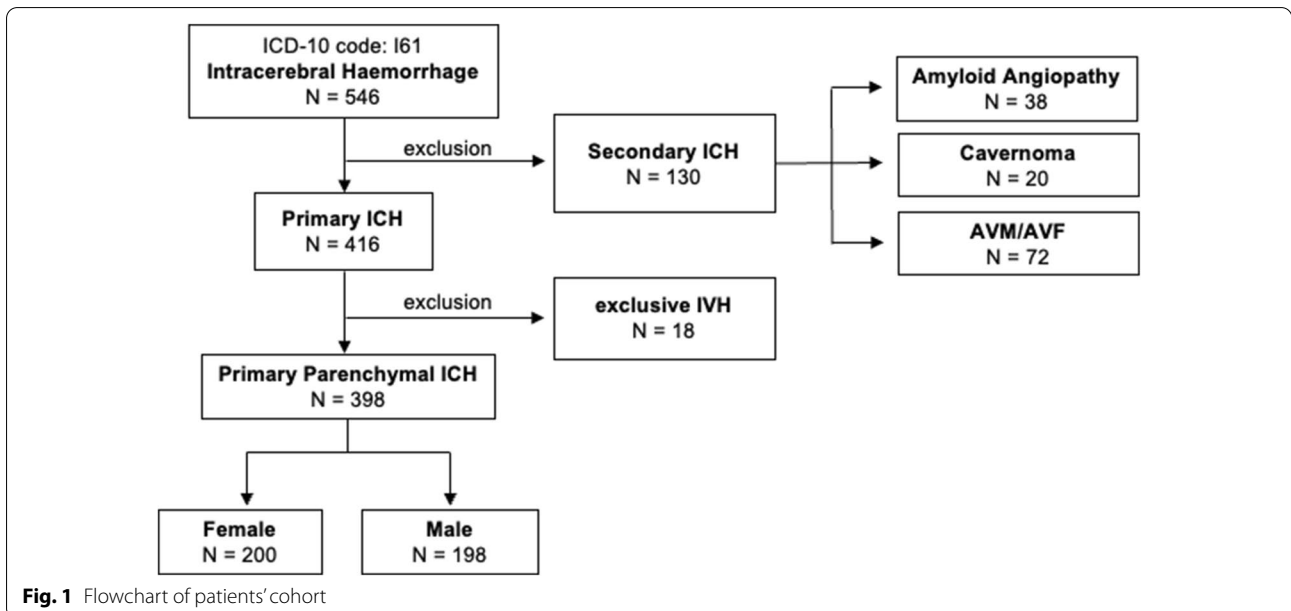 ICD-10 code: I61
Intracerebral Haemorrhage
N = 546
exclusion
Secondary ICH
N = 130
Amyloid Angiopathy
N = 38
Cavernoma
N = 20
AVM/AVF
N = 72
Primary ICH
N = 416
exclusion
exclusive IVH
N = 18
Primary Parenchymal ICH
N = 398
Female
N = 200
Male
N = 198
Fig. 1 Flowchart of patients' cohort